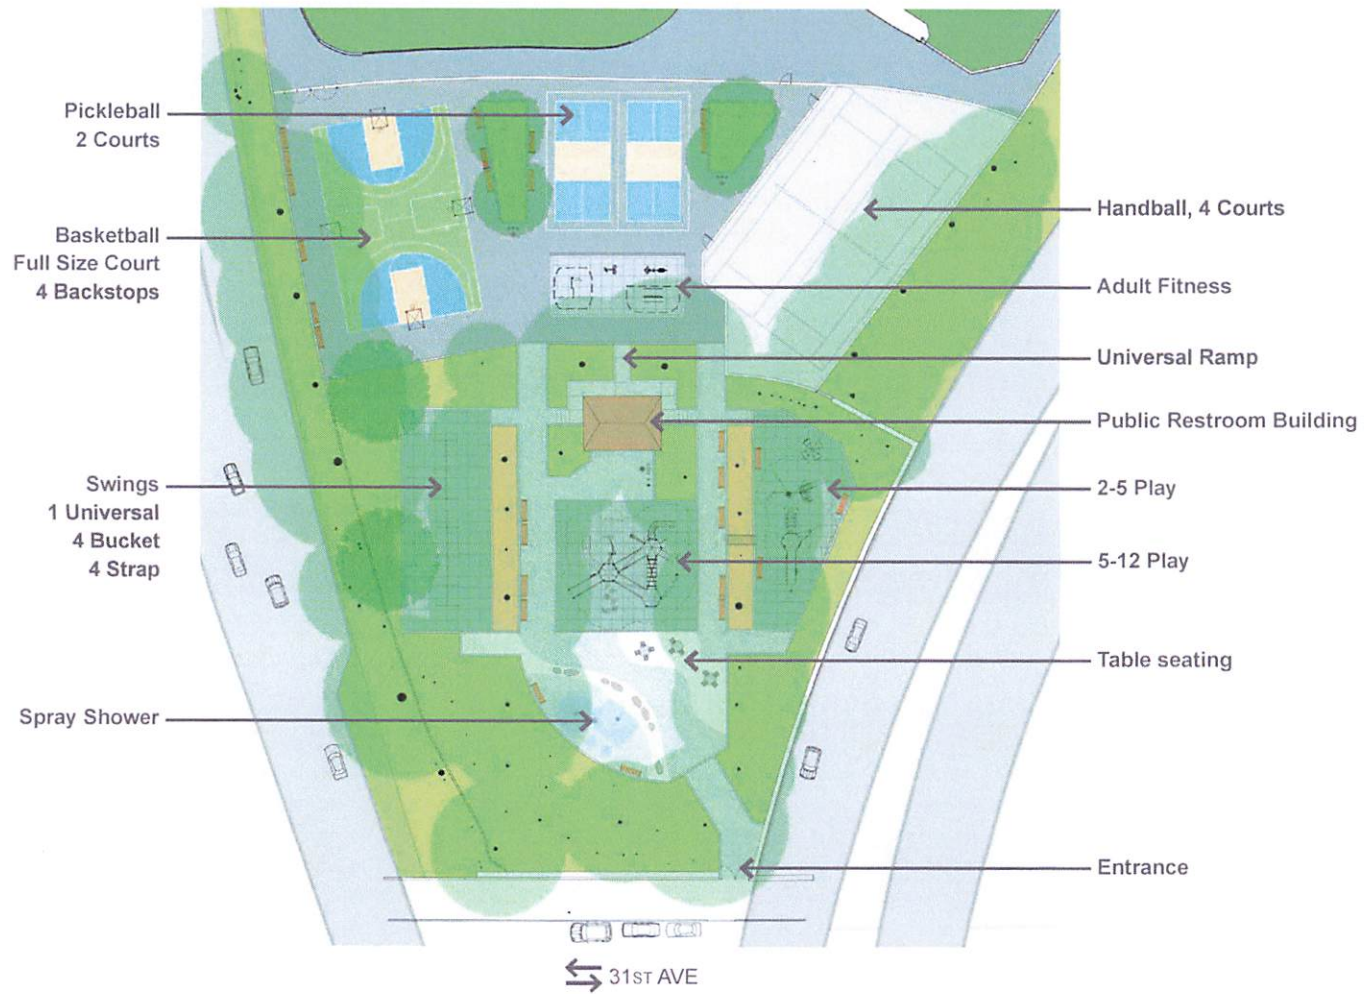 Pickleball
2 Courts
Basketball
Full Size Court
4 Backstops
Swings
1 Universal
4 Bucket
4 Strap
Spray Shower
Handball, 4 Courts
Adult Fitness
Universal Ramp
Public Restroom Building
2-5 Play
5-12 Play
Table seating
Entrance
31ST AVE